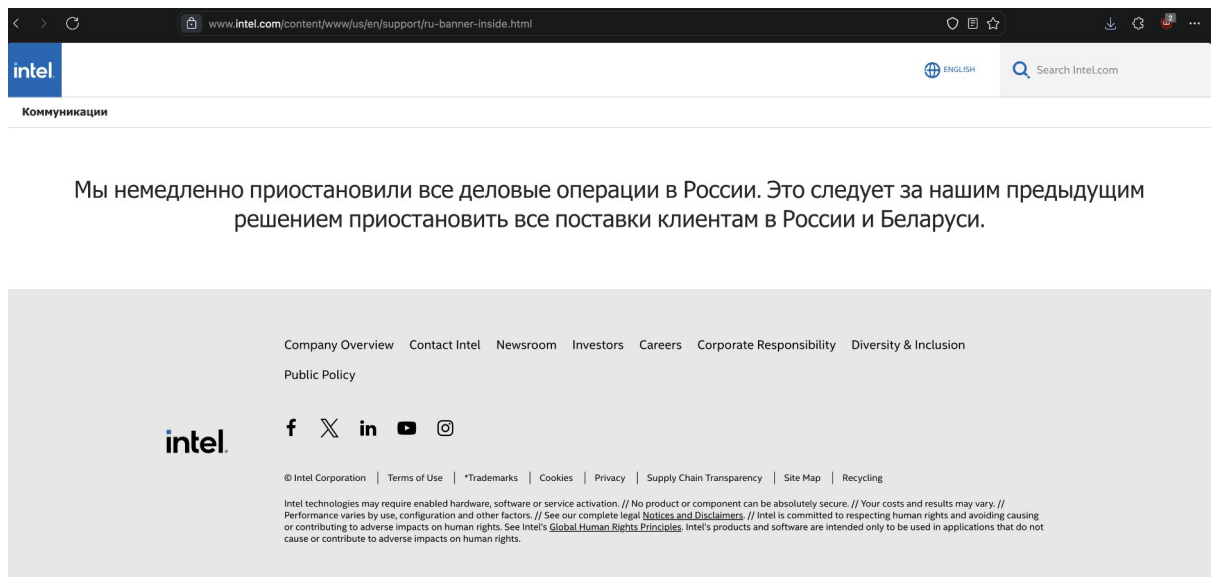 www.intel.com/content/www/us/en/support/ru-banner-inside.html
2
intel.
ENGLISH
Search Intel.com
Коммуникации
Мы немедленно приостановили все деловые операции в России. Это следует за нашим предыдущим
решением приостановить все поставки клиентам в России и Беларуси.
Company Overview Contact Intel Newsroom Investors Careers Corporate Responsibility Diversity & Inclusion
Public Policy
intel.
© Intel Corporation | Terms of Use | *Trademarks | Cookies | Privacy | Supply Chain Transparency | Site Map | Recycling
Intel technologies may require enabled hardware, software or service activation. // No product or component can be absolutely secure. // Your costs and results may vary. //
Performance varies by use, configuration and other factors. // See our complete legal Notices and Disclaimers. // Intel is committed to respecting human rights and avoiding causing
or contributing to adverse impacts on human rights. See Intel's Global Human Rights Principles. Intel's products and software are intended only to be used in applications that do not
cause or contribute to adverse impacts on human rights.